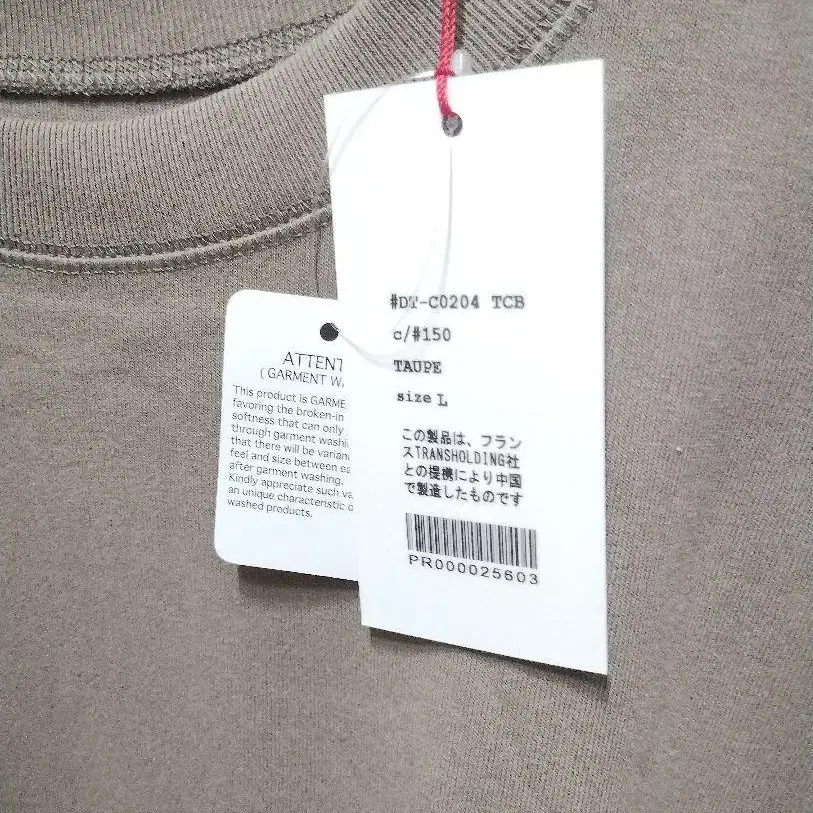 #DT-C0204 TCB
c/#150
TAUPE
size L
この製品は、フラン
スTRANSHOLDING社
との提携により中国
で製造したものです
PR000025603
ATTENT
( GARMENT WA
This product is GARME
favoring the broken-in
softness that can only
through garment washi
that there will be varian
feel and size between ea
after garment washing.
Kindly appreciate such va
an unique characteristic o
washed products.